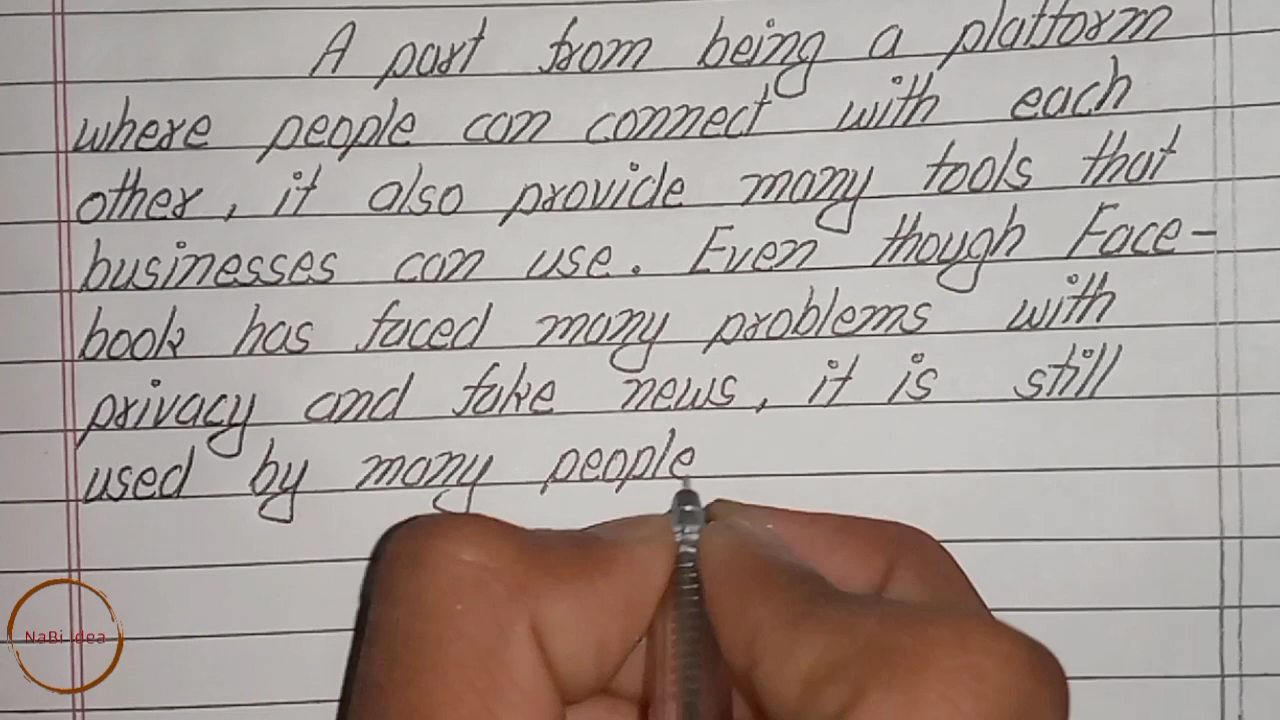 A part from being a platform
where people can connect with each
other, it also provide many tools that
businesses can use. Even though Face-
book has faced many problems with
privacy and fake news, it is still
used by many people
NaBi idea